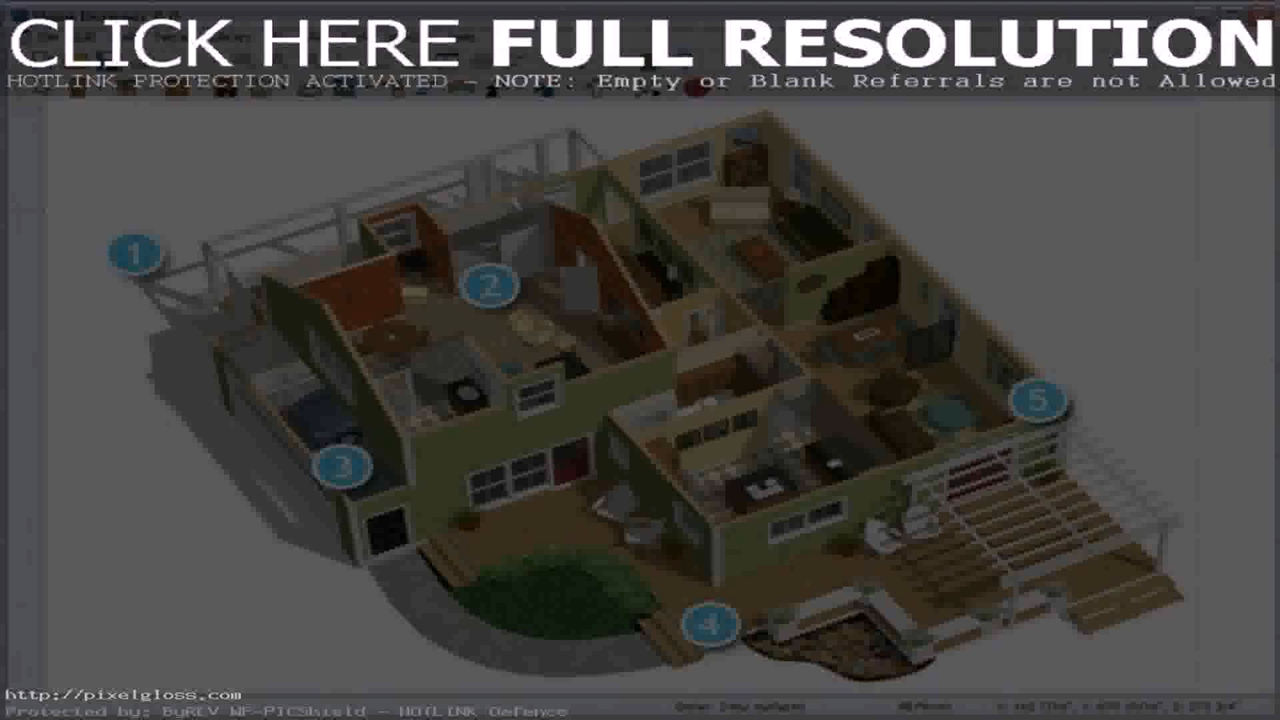 CLICK HERE FULL RESOLUTION
HOTLINK PROTECTION ACTIVATED - NOTE: Empty or Blank Referrals are not Allowed
1
2
3
5
4
http://pixelgloss.com
Protected by: ByREV WP-PICShield - HOTLINK Defence